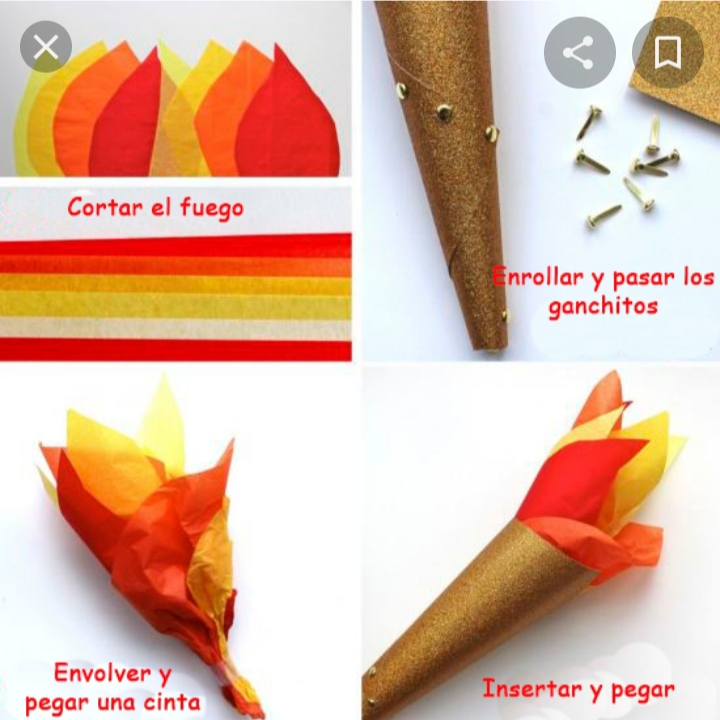 Cortar el fuego
Enrollar y pasar los
ganchitos
Envolver y
pegar una cinta
Insertar y pegar